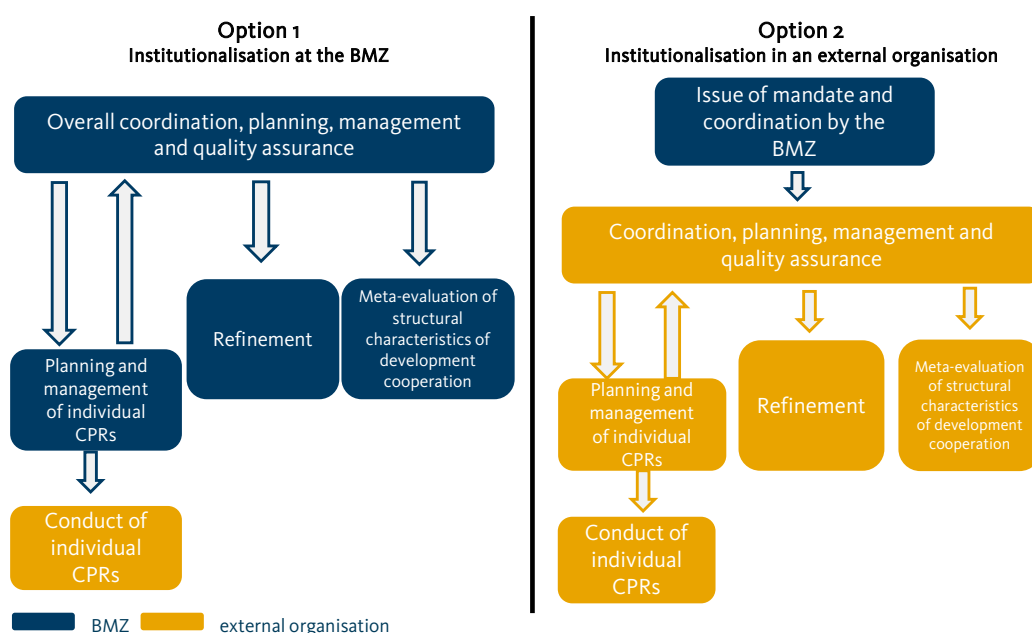 Option 1
Institutionalisation at the BMZ
Overall coordination, planning, management
and quality assurance
Refinement
Meta-evaluation of
structural
characteristics of
development
cooperation
Planning and
management
of individual
CPRs
Conduct of
individual
CPRs
Option 2
Institutionalisation in an external organisation
Issue of mandate and
coordination by the
BMZ
Coordination, planning, management and
quality assurance
Planning and
management
of individual
CPRs
Refinement
Meta-evaluation
of structural
characteristics
of development
cooperation
Conduct of
individual
CPRs
BMZ
external organisation